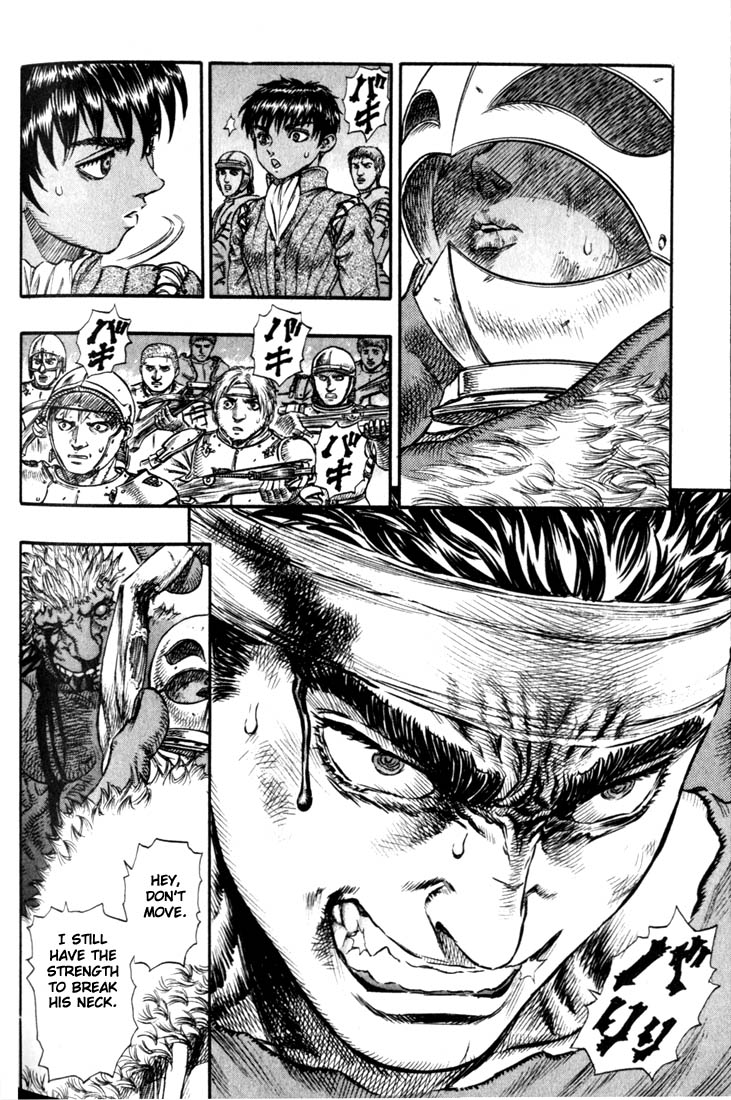 バキ
バキ
バキ
バキ
バリリ
HEY,
DON'T
MOVE.
I STILL
HAVE THE
STRENGTH
TO BREAK
HIS NECK.